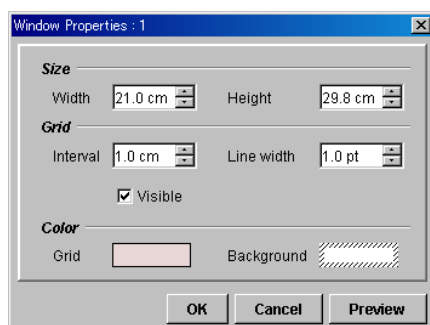 Window Properties : 1
Size
Width 21.0 cm Height 29.8 cm
Grid
Interval 1.0 cm Line width 1.0 pt
Visible
Color
Grid Background
OK Cancel Preview